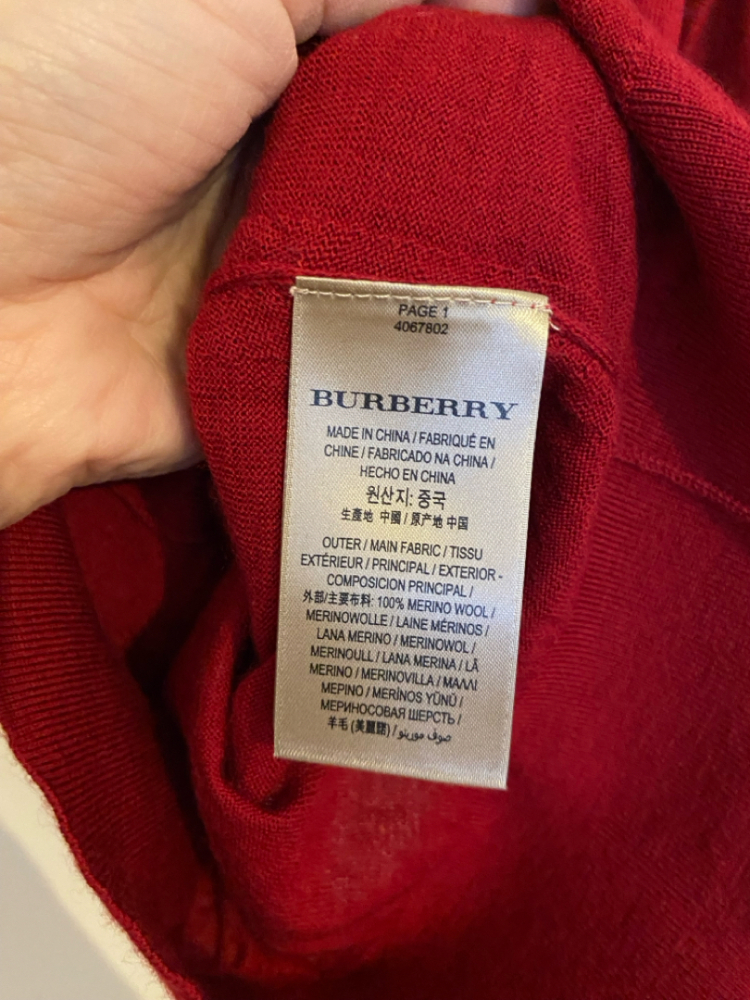 PAGE 1
4067802
BURBERRY
MADE IN CHINA / FABRIQUÉ EN
CHINE / FABRICADO NA CHINA /
HECHO EN CHINA
원산지: 중국
生產地 中國 / 原产地 中国
OUTER / MAIN FABRIC / TISSU
EXTÉRIEUR / PRINCIPAL / EXTERIOR -
COMPOSICION PRINCIPAL /
外部/主要布料: 100% MERINO WOOL /
MERINOWOLLE / LAINE MÉRINOS /
LANA MERINO / MERINOWOL /
MERINOULL / LANA MERINA / LÃ
MERINO / MERINOVILLA / ΜΑΛΛΙ
ΜΕΡΙΝΟ / MERİNOS YÜNÜ /
МЕРИНОСОВАЯ ШЕРСТЬ /
羊毛 (美麗諾) / صوف مورينو